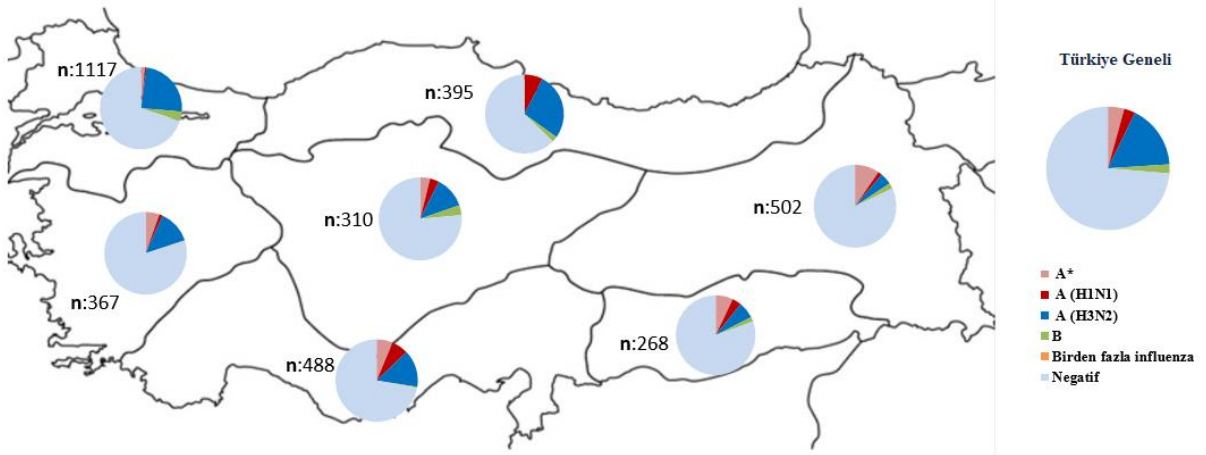 n:1117
n:395
n:310
n:502
n:367
n:488
n:268
Türkiye Geneli
A*
A (H1N1)
A (H3N2)
B
Birden fazla influenza
Negatif